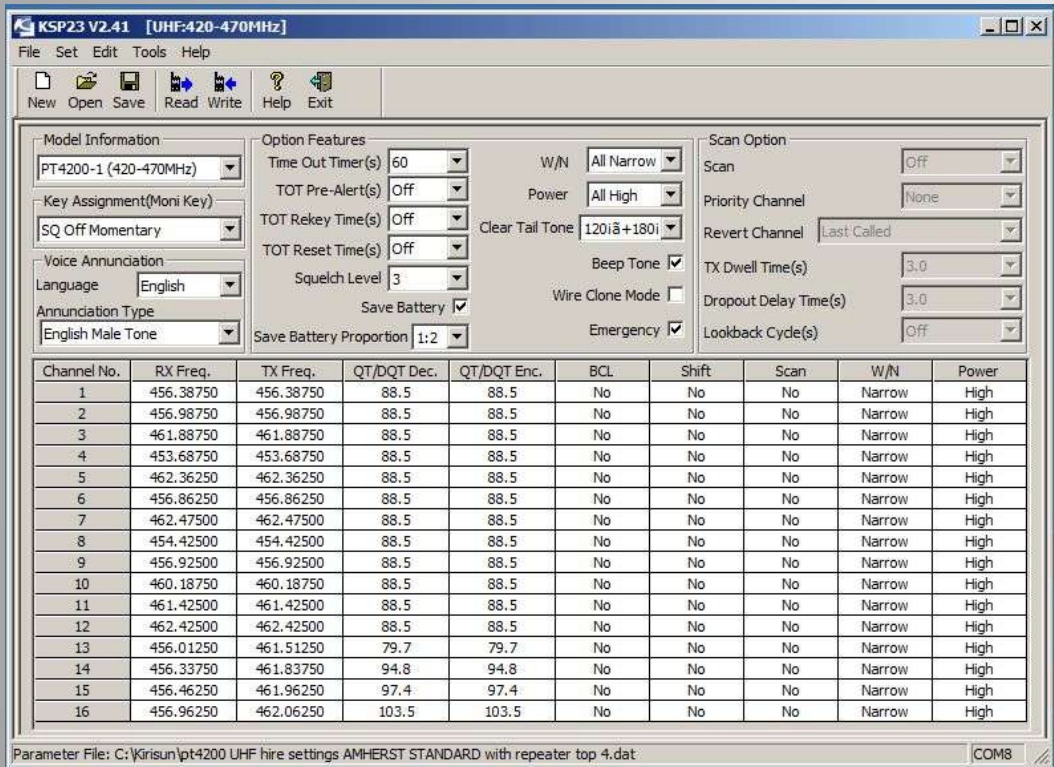 KSP23 V2.41 [UHF:420-470MHz]
File Set Edit Tools Help
New Open Save Read Write Help Exit
Model Information
PT4200-1 (420-470MHz)
Key Assignment(Moni Key)
SQ Off Momentary
Voice Annunciation
Language English
Annunciation Type
English Male Tone
Option Features
Time Out Timer(s) 60
TOT Pre-Alert(s) Off
TOT Rekey Time(s) Off
TOT Reset Time(s) Off
Squelch Level 3
Save Battery
Save Battery Proportion 1:2
W/N All Narrow
Power All High
Clear Tail Tone 120iã+180i
Beep Tone
Wire Clone Mode
Emergency
Scan Option
Scan Off
Priority Channel None
Revert Channel Last Called
TX Dwell Time(s) 3.0
Dropout Delay Time(s) 3.0
Lookback Cycle(s) Off
Channel No. RX Freq. TX Freq. QT/DQT Dec. QT/DQT Enc. BCL Shift Scan W/N Power
1 456.38750 456.38750 88.5 88.5 No No No Narrow High
2 456.98750 456.98750 88.5 88.5 No No No Narrow High
3 461.88750 461.88750 88.5 88.5 No No No Narrow High
4 453.68750 453.68750 88.5 88.5 No No No Narrow High
5 462.36250 462.36250 88.5 88.5 No No No Narrow High
6 456.86250 456.86250 88.5 88.5 No No No Narrow High
7 462.47500 462.47500 88.5 88.5 No No No Narrow High
8 454.42500 454.42500 88.5 88.5 No No No Narrow High
9 456.92500 456.92500 88.5 88.5 No No No Narrow High
10 460.18750 460.18750 88.5 88.5 No No No Narrow High
11 461.42500 461.42500 88.5 88.5 No No No Narrow High
12 462.42500 462.42500 88.5 88.5 No No No Narrow High
13 456.01250 461.51250 79.7 79.7 No No No Narrow High
14 456.33750 461.83750 94.8 94.8 No No No Narrow High
15 456.46250 461.96250 97.4 97.4 No No No Narrow High
16 456.96250 462.06250 103.5 103.5 No No No Narrow High
Parameter File: C:\Kirisun\pt4200 UHF hire settings AMHERST STANDARD with repeater top 4.dat COM8